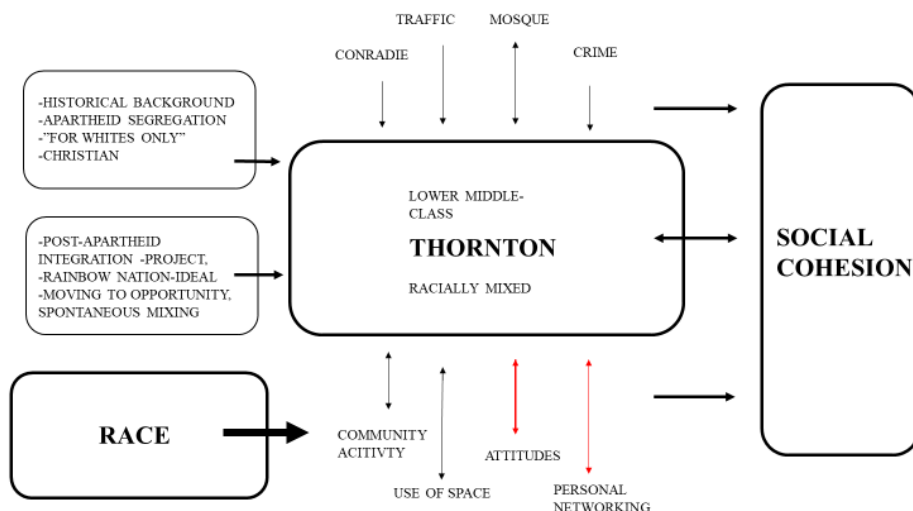 TRAFFIC
MOSQUE
CONRADIE
CRIME
-HISTORICAL BACKGROUND
-APARTHEID SEGREGATION
-"FOR WHITES ONLY"
-CHRISTIAN
-POST-APARTHEID
INTEGRATION -PROJECT,
-RAINBOW NATION-IDEAL
-MOVING TO OPPORTUNITY,
SPONTANEOUS MIXING
LOWER MIDDLE-
CLASS
THORNTON
RACIALLY MIXED
SOCIAL
COHESION
RACE
COMMUNITY
ACITIVTY
USE OF SPACE
ATTITUDES
PERSONAL
NETWORKING